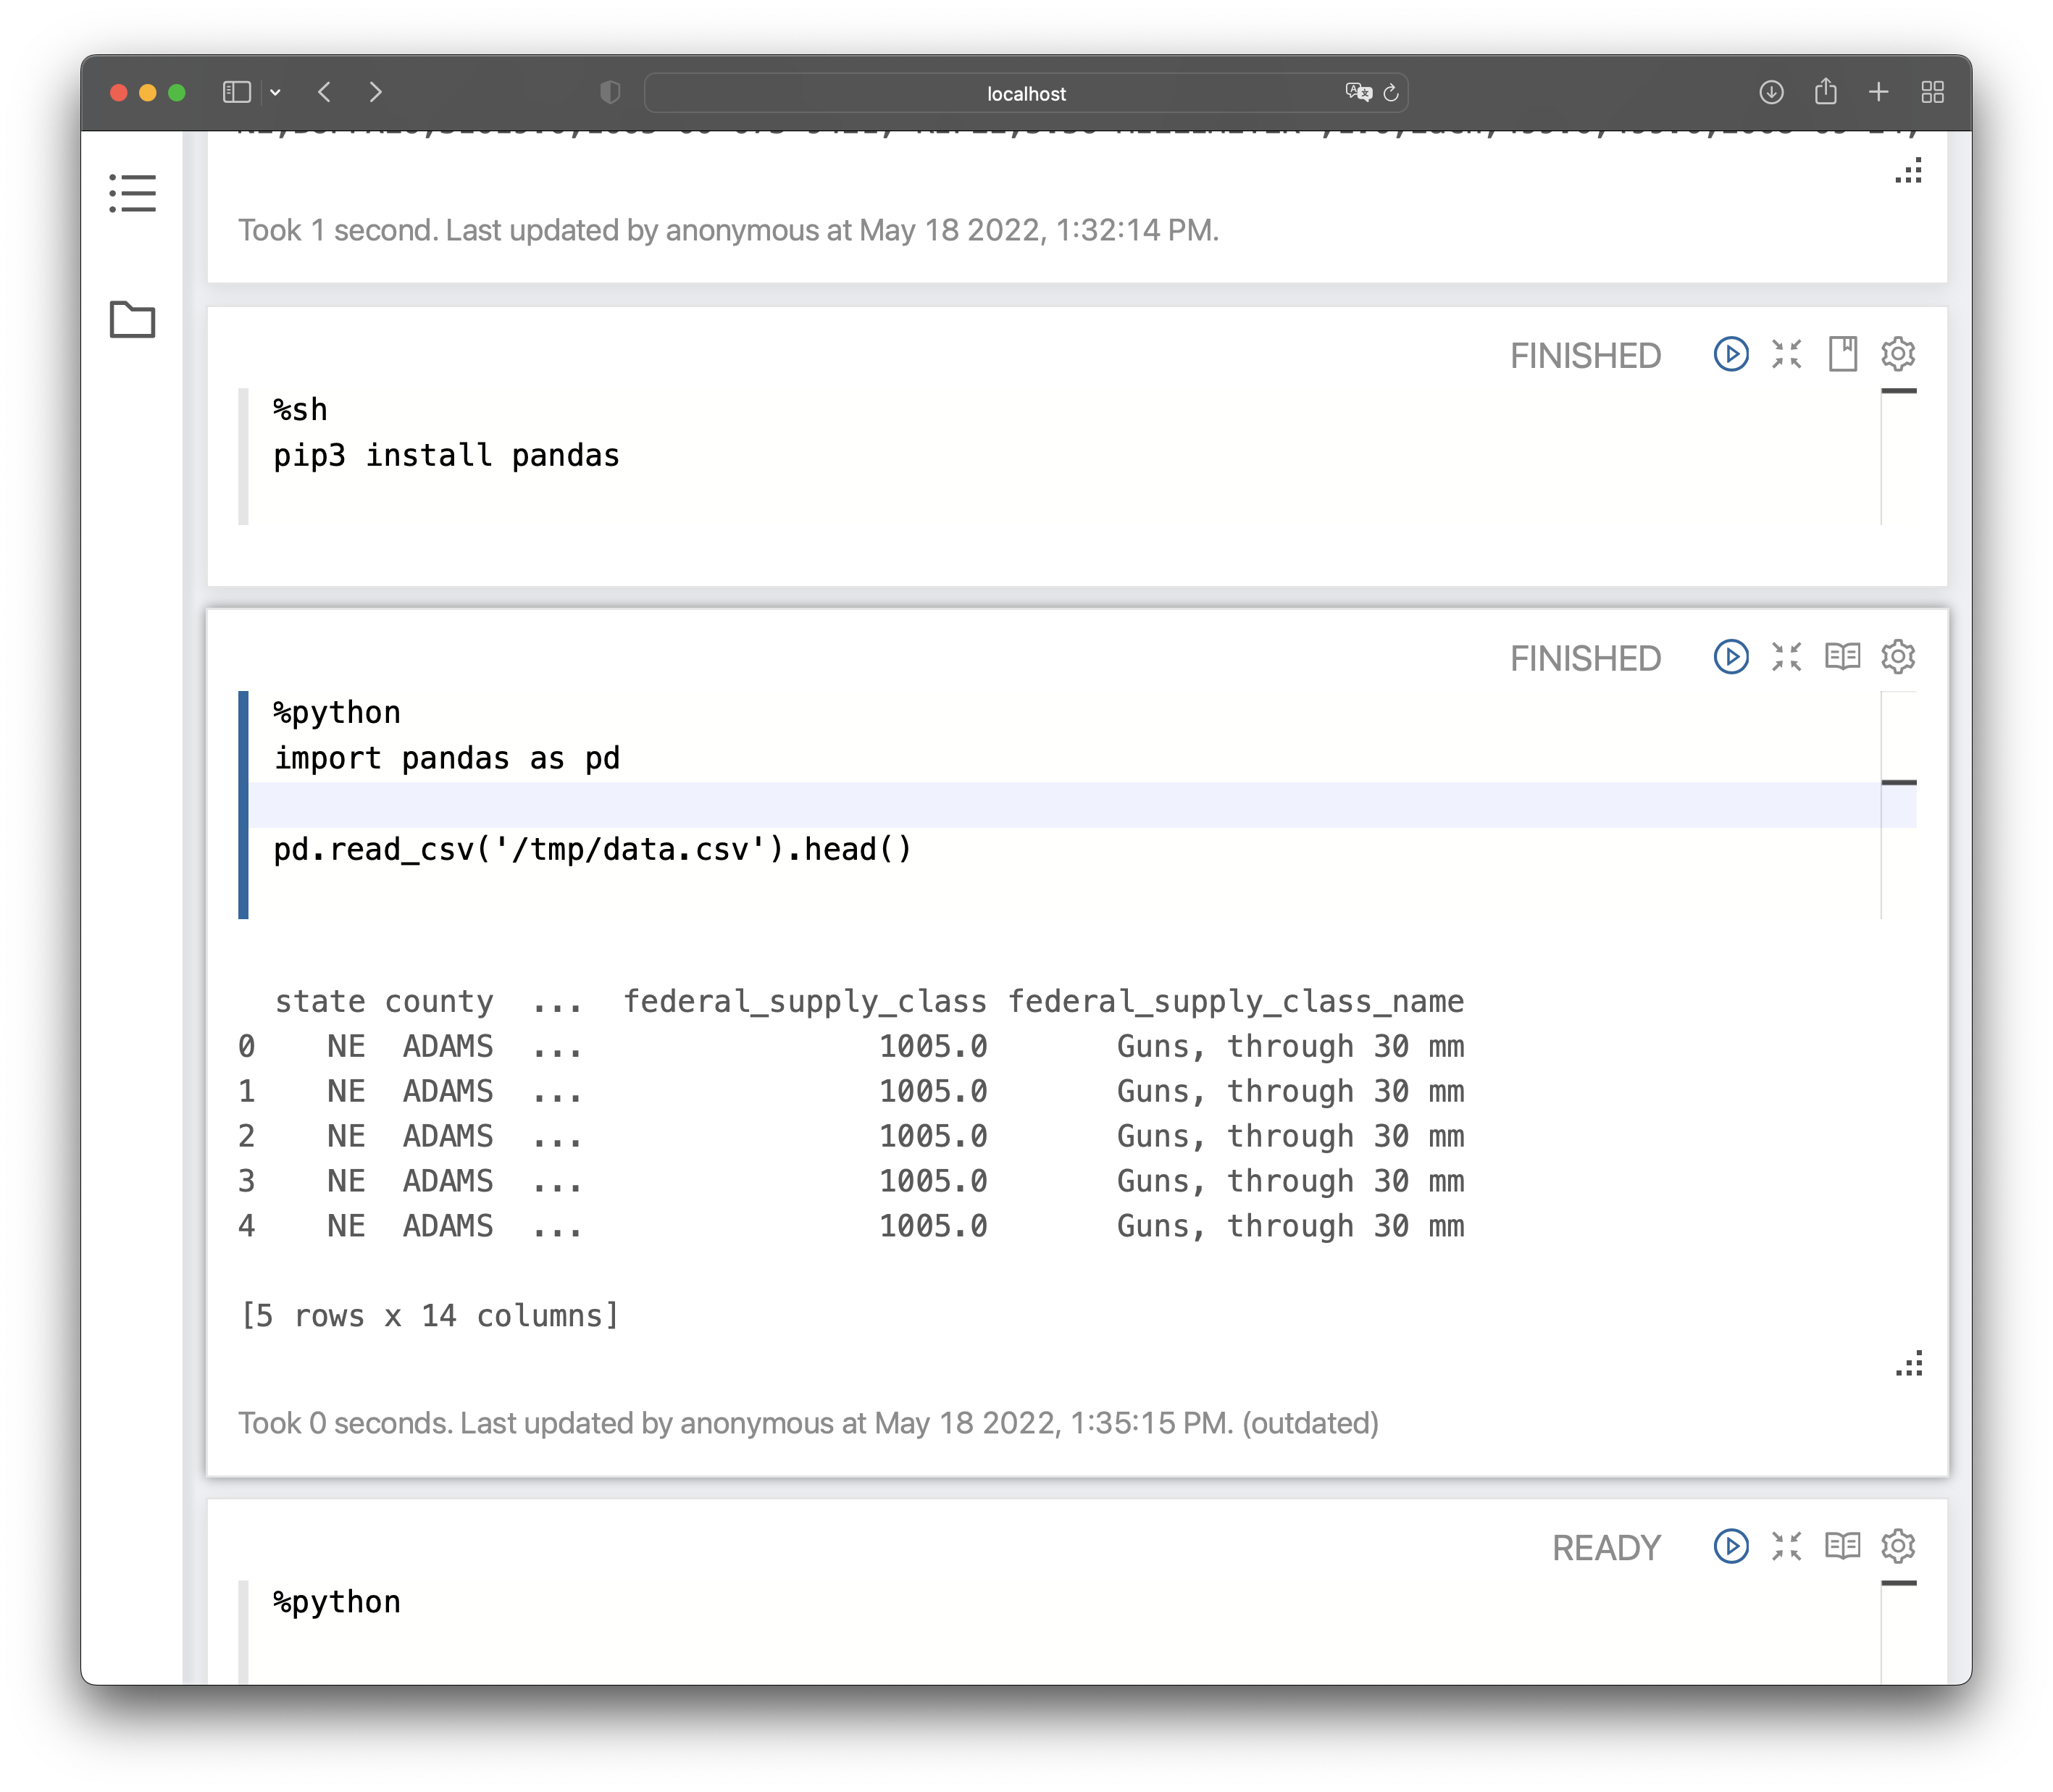 localhost
Took 1 second. Last updated by anonymous at May 18 2022, 1:32:14 PM.
FINISHED
%sh
pip3 install pandas
FINISHED
%python
import pandas as pd
pd.read_csv('/tmp/data.csv').head()
state county ... federal_supply_class federal_supply_class_name
0 NE ADAMS ... 1005.0 Guns, through 30 mm
1 NE ADAMS ... 1005.0 Guns, through 30 mm
2 NE ADAMS ... 1005.0 Guns, through 30 mm
3 NE ADAMS ... 1005.0 Guns, through 30 mm
4 NE ADAMS ... 1005.0 Guns, through 30 mm
[5 rows x 14 columns]
Took 0 seconds. Last updated by anonymous at May 18 2022, 1:35:15 PM. (outdated)
READY
%python